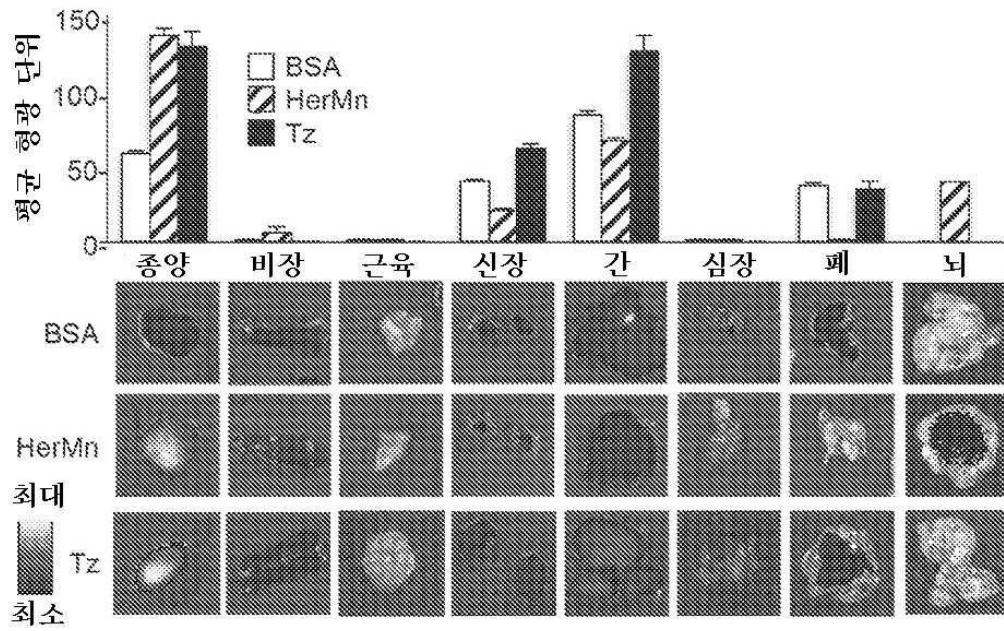 평균 형광 단위
150
100
50
0
BSA
HerMn
Tz
종양 비장 근육 신장 간 심장 폐 뇌
BSA
HerMn
최대
Tz
최소